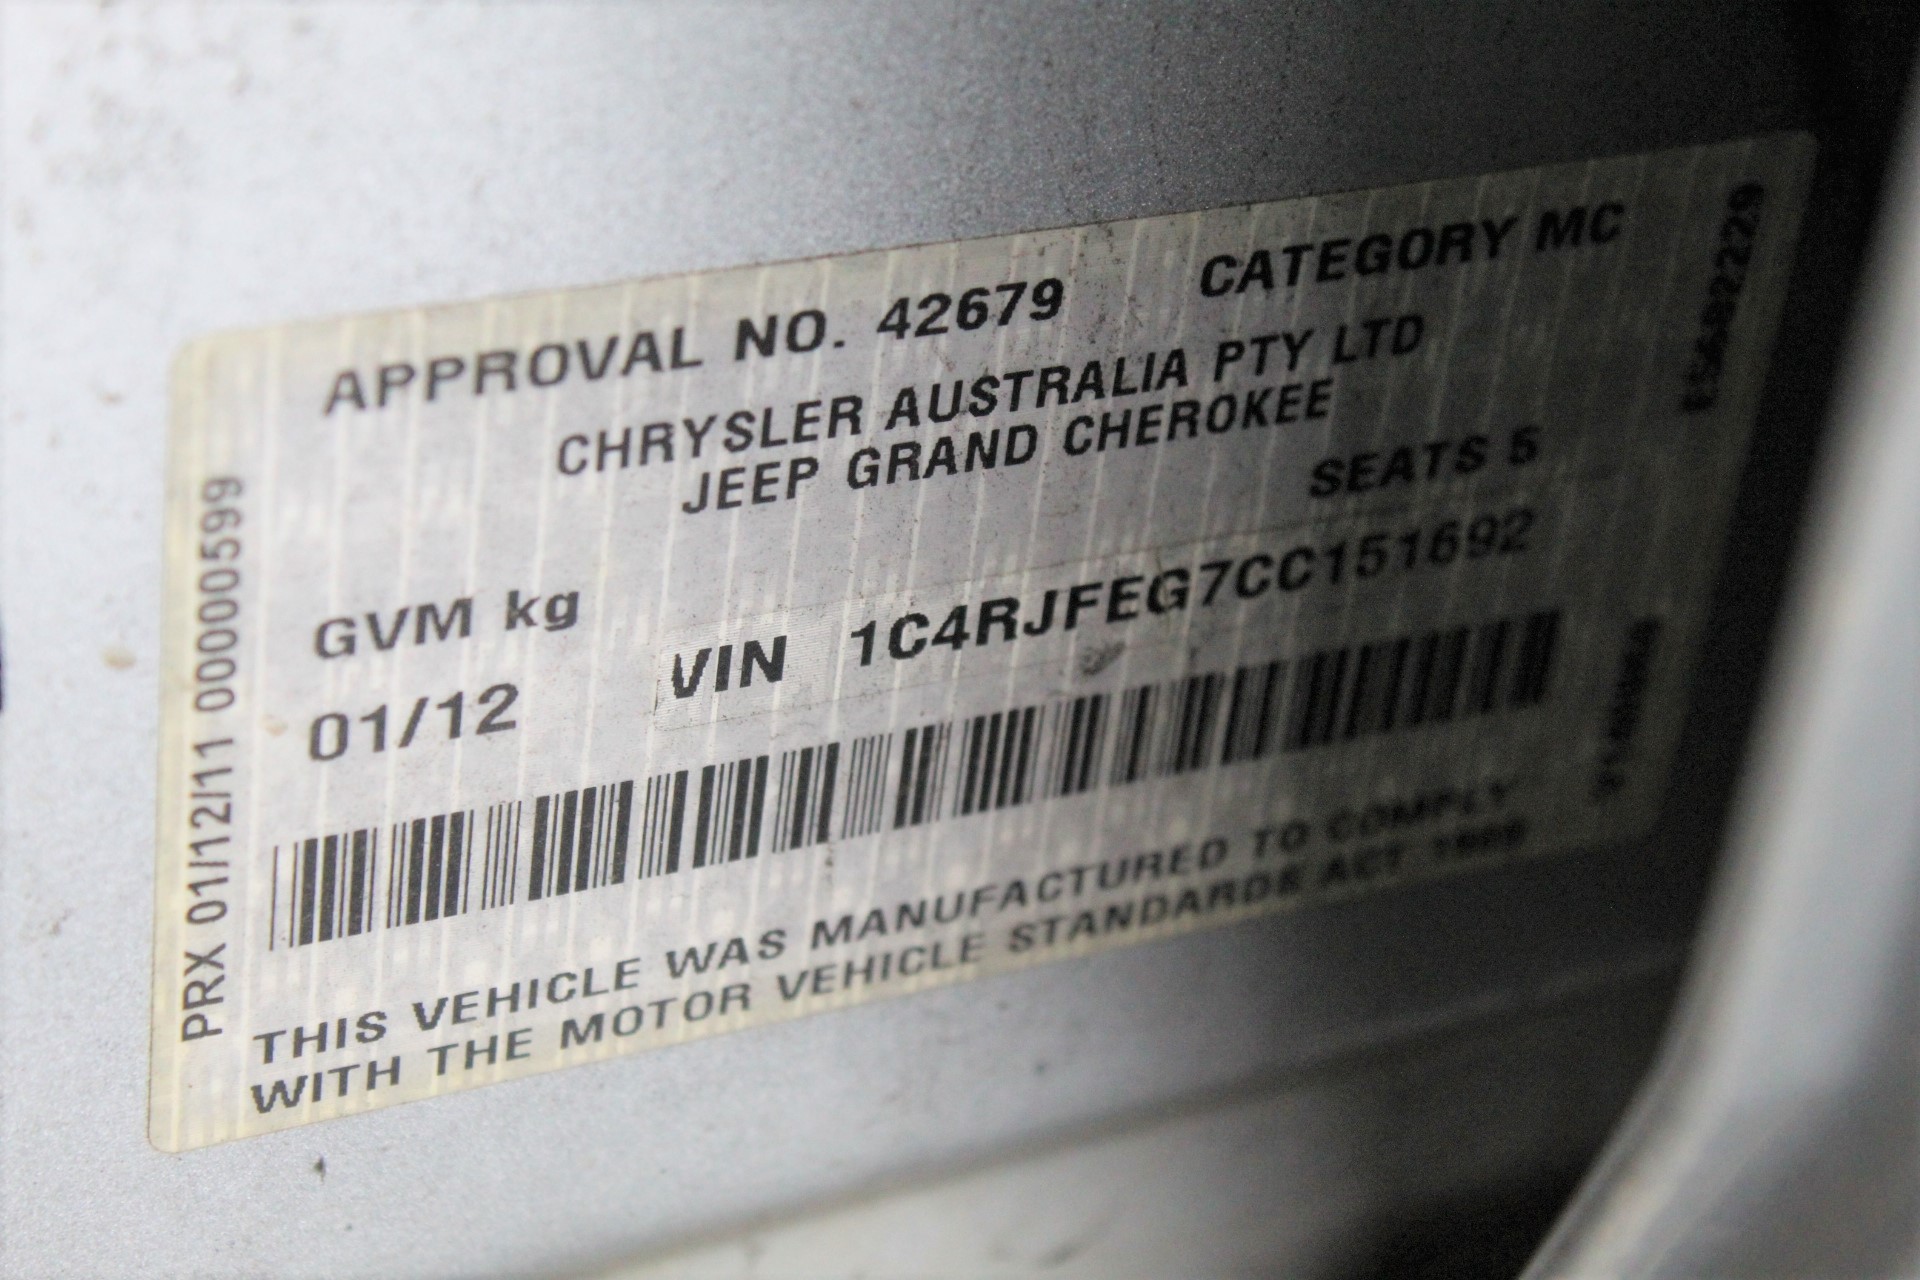 APPROVAL NO. 42679 CATEGORY MC
CHRYSLER AUSTRALIA PTY LTD
JEEP GRAND CHEROKEE
SEATS 5
GVM kg
VIN 1C4RJFEG7CC151692
01/12
THIS VEHICLE WAS MANUFACTURED TO COMPLY
WITH THE MOTOR VEHICLE STANDARDS ACT 1989
PRX 01/12/11 00000599